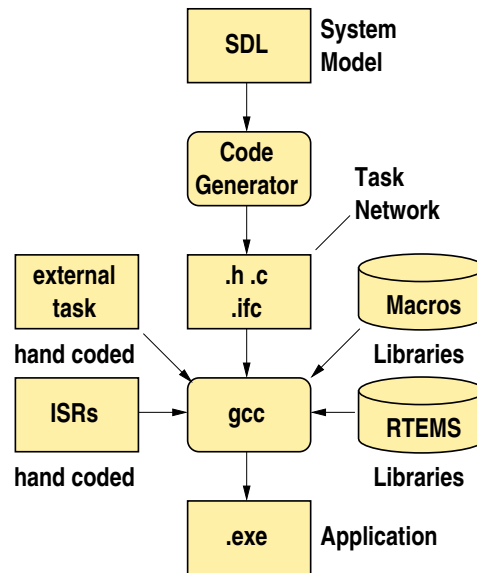 SDL
System
Model
Code
Generator
Task
Network
external
task
.h .c
.ifc
Macros
hand coded
Libraries
ISRs
gcc
RTEMS
hand coded
Libraries
.exe
Application